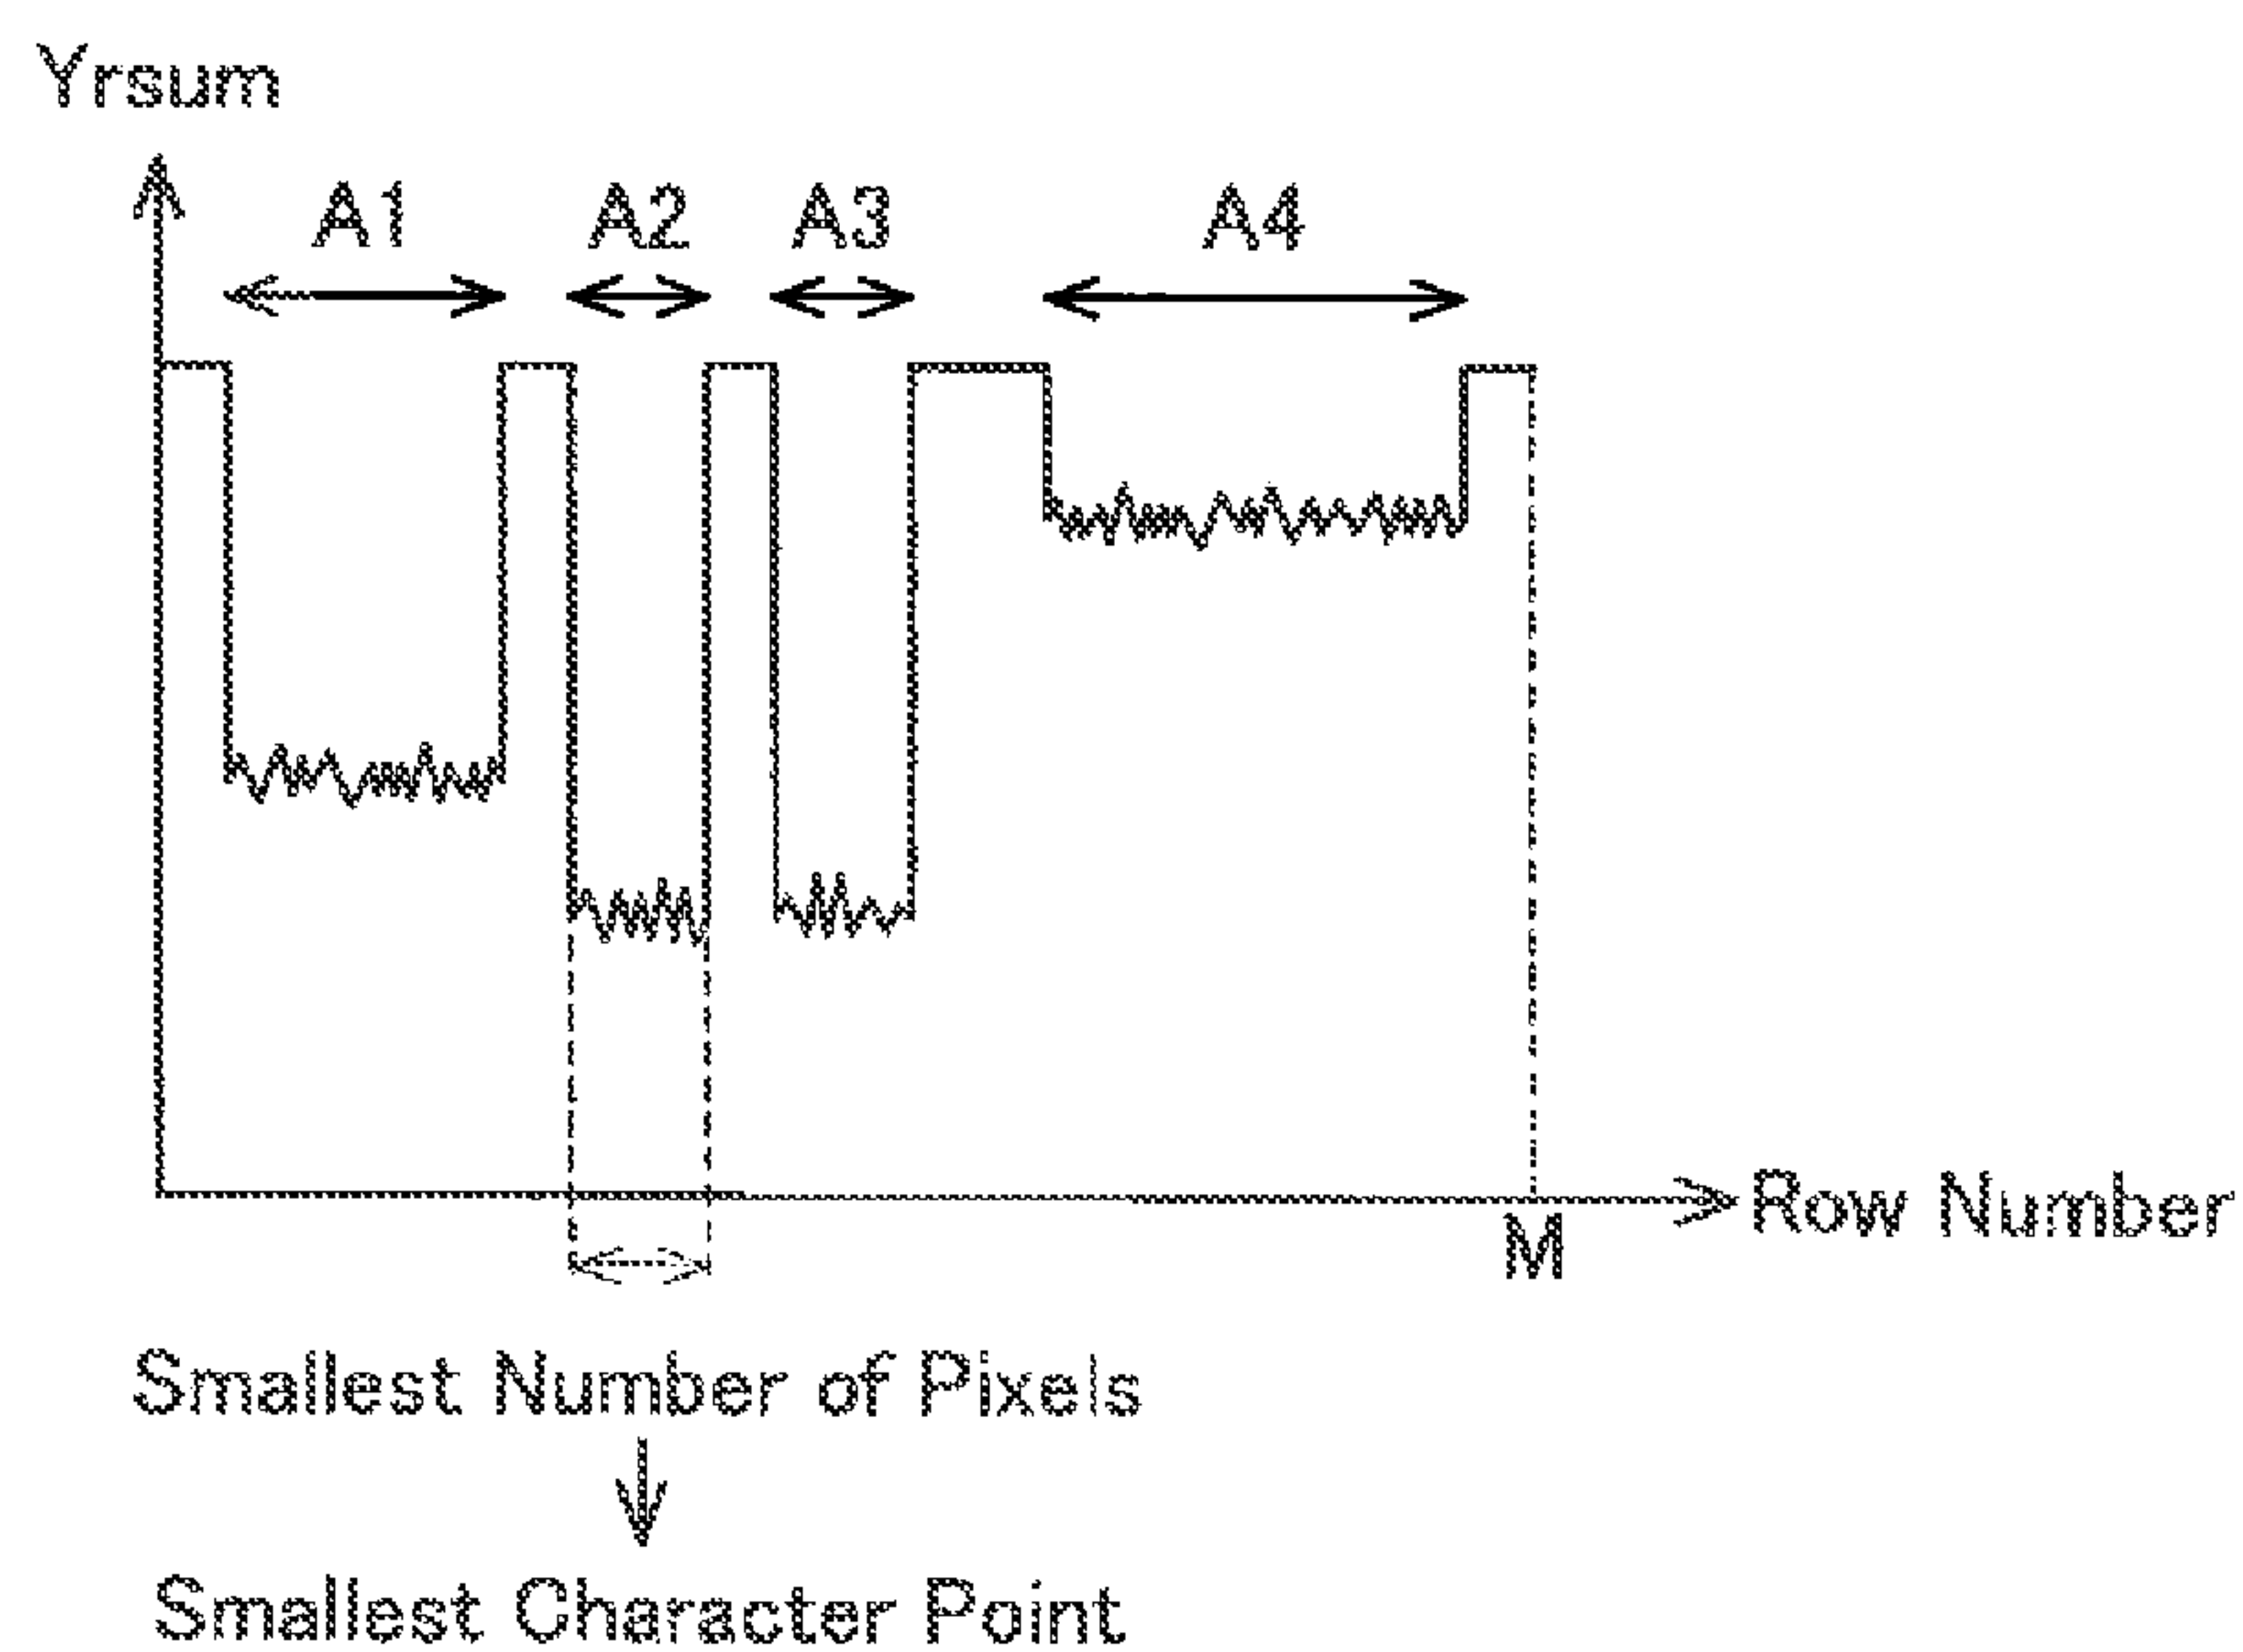 Yrsum
A1 A2 A3 A4
Row Number
M
Smallest Number of Pixels
Smallest Character Point